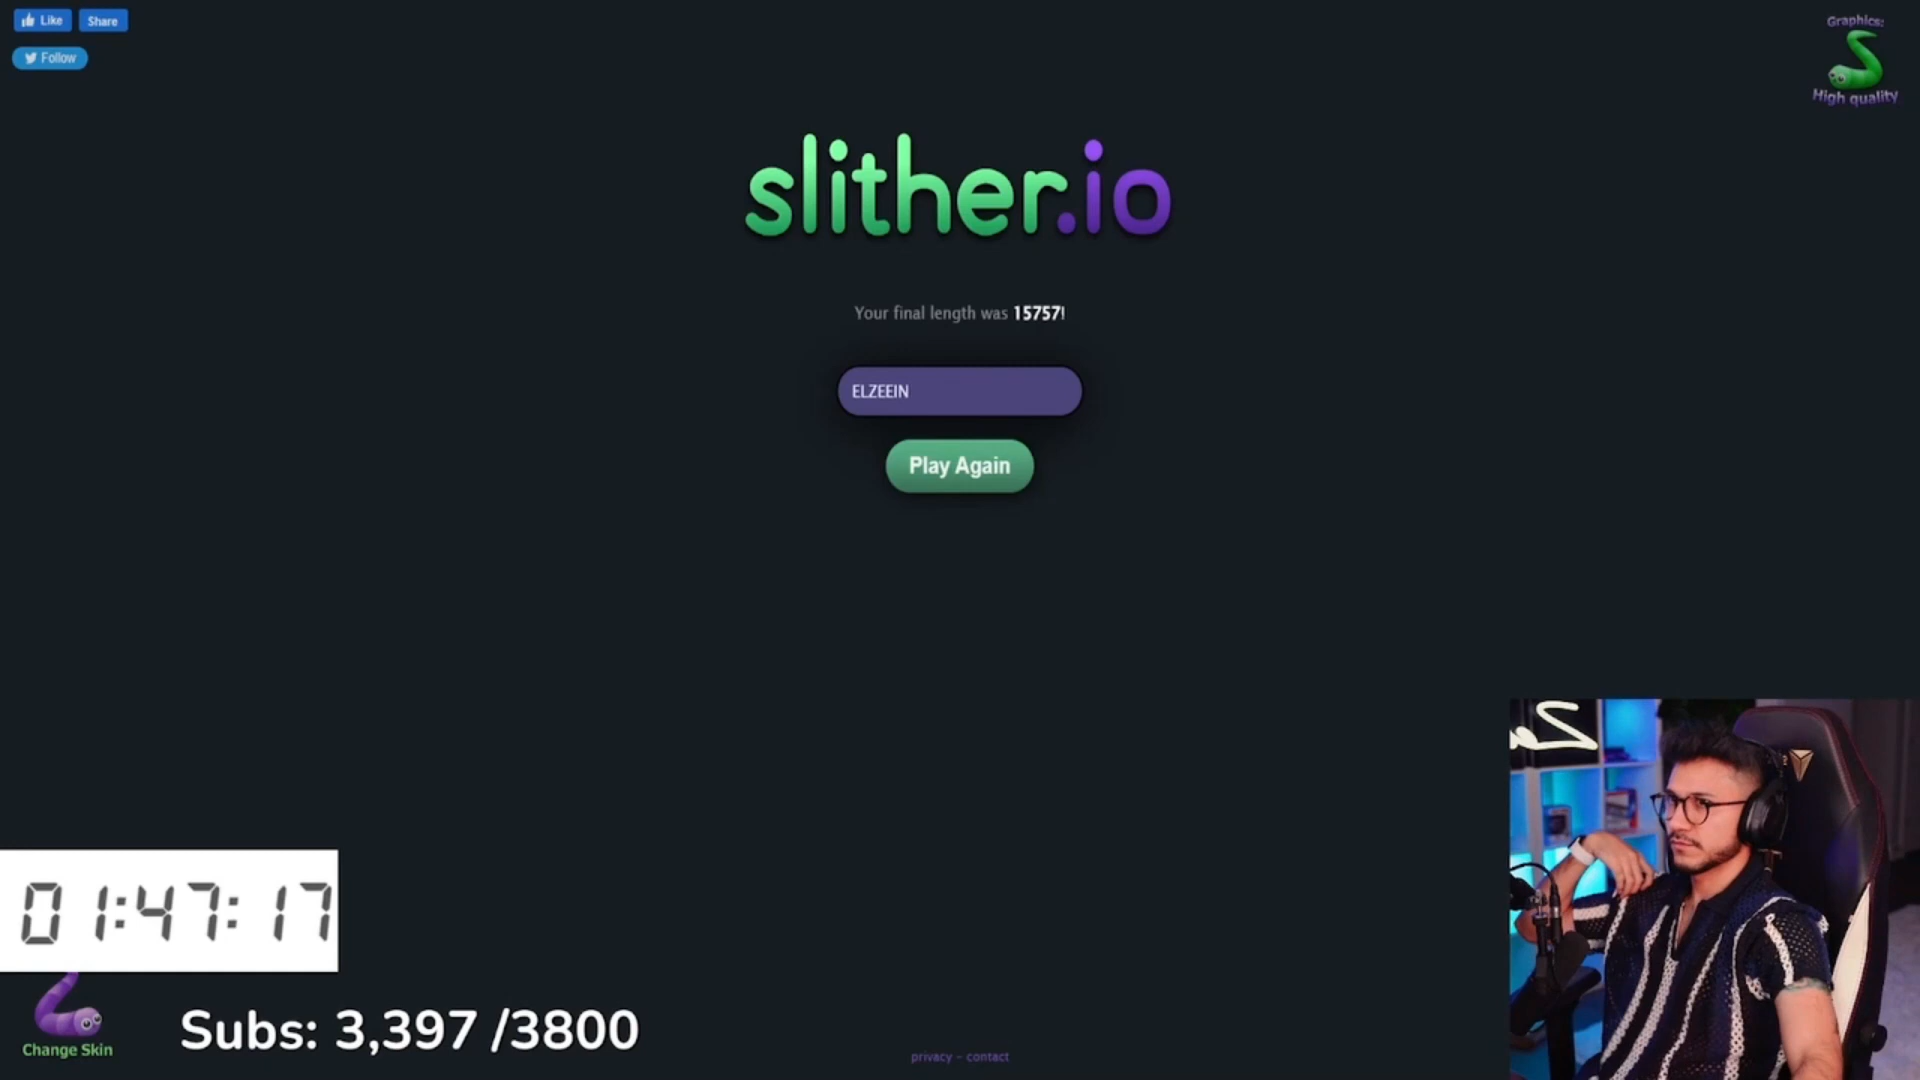 Like
Share
Follow
Graphics:
High quality
slither.io
Your final length was 15757!
ELZEEIN
Play Again
01:47:17
Change Skin
Subs: 3,397 /3800
privacy - contact